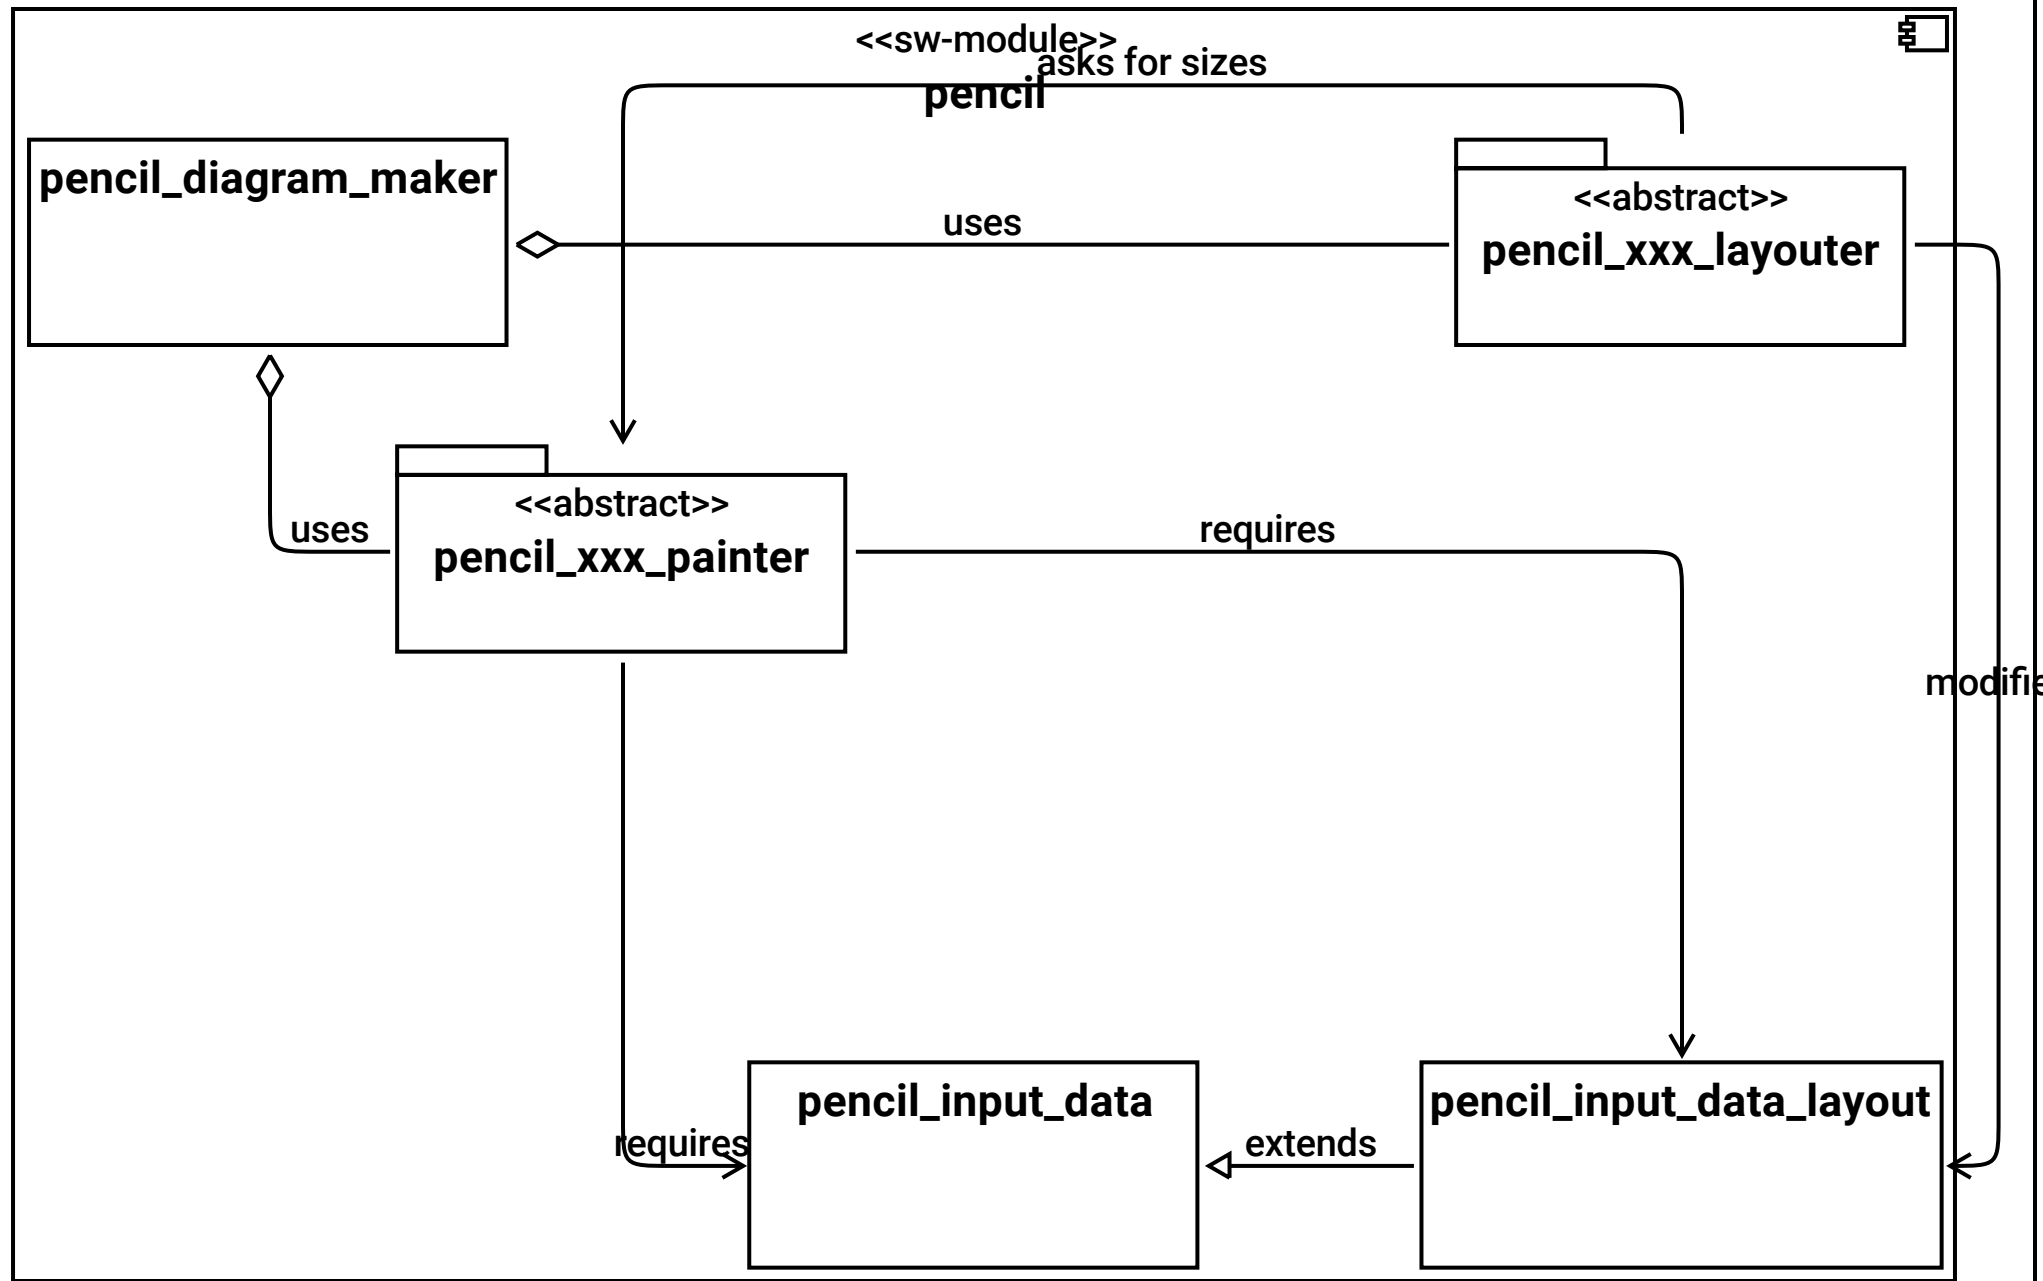 <<sw-module>>
asks for sizes
pencil
pencil_diagram_maker
<<abstract>>
pencil_xxx_layouter
uses
<<abstract>>
pencil_xxx_painter
uses
requires
pencil_input_data
pencil_input_data_layout
requires
extends